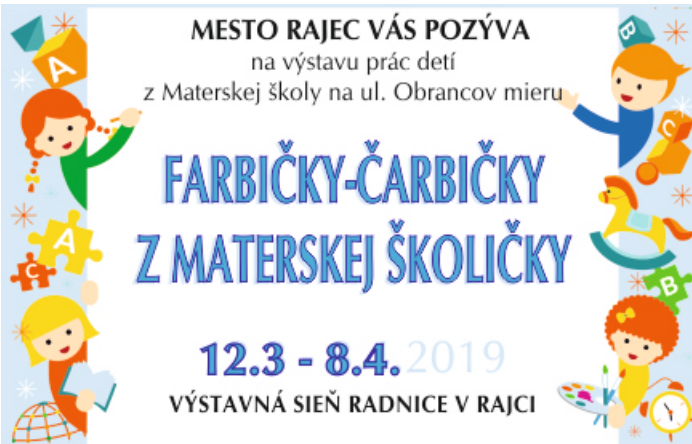 MESTO RAJEC VÁS POZÝVA
na výstavu prác detí
z Materskej školy na ul. Obrancov mieru
FARBIČKY-ČARBIČKY
Z MATERSKEJ ŠKOLIČKY
12.3 - 8.4. 2019
VÝSTAVNÁ SIEŇ RADNICE V RAJCI
A
B
C
A
C
B